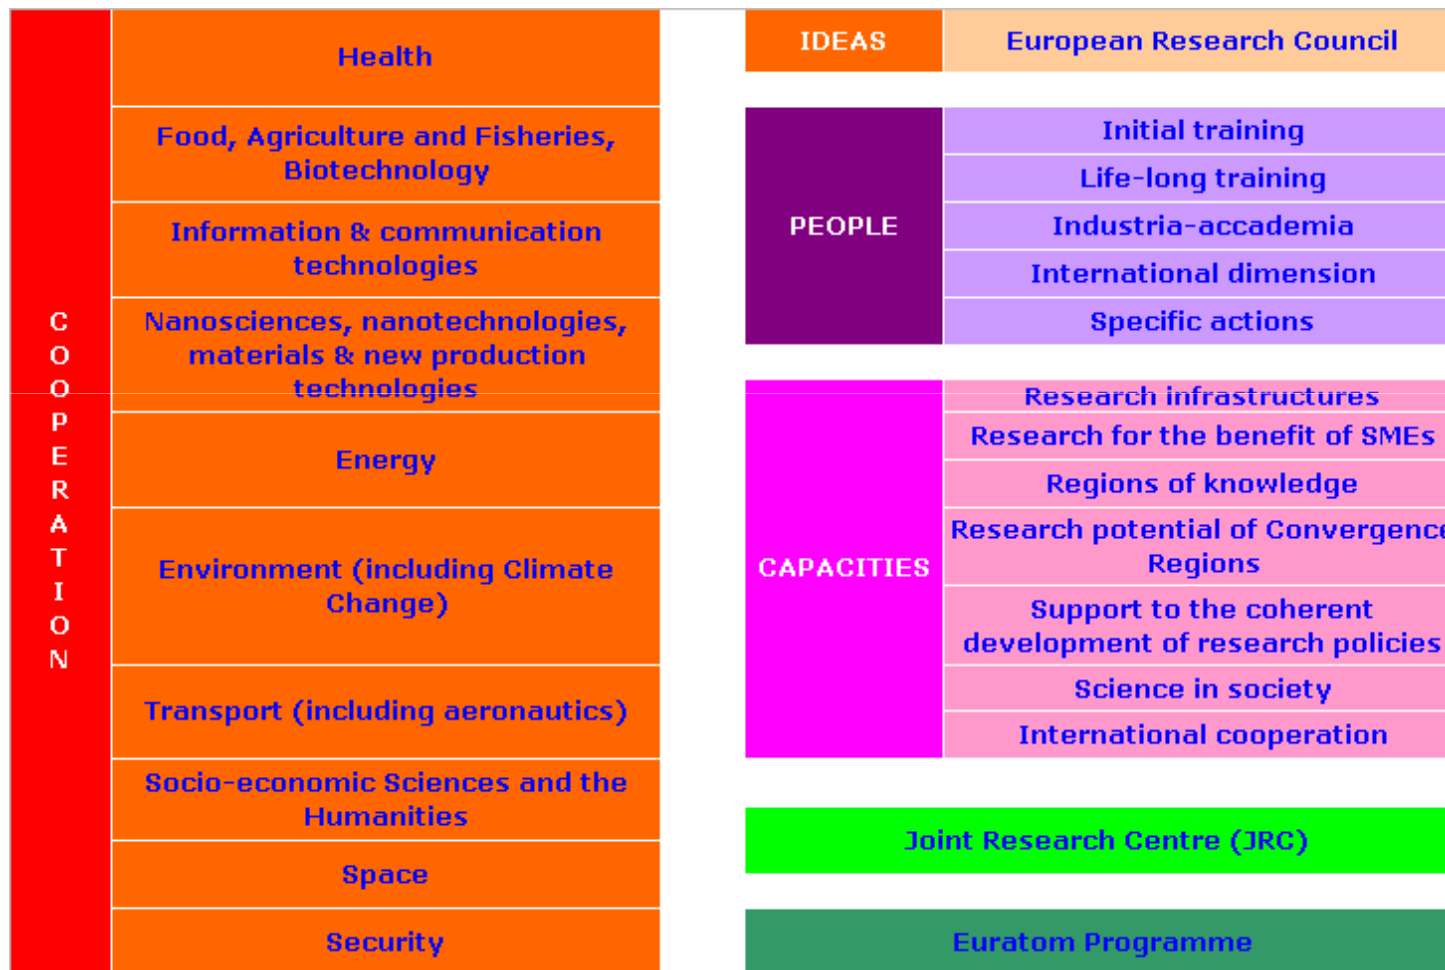 COOPERATION
Health
Food, Agriculture and Fisheries,
Biotechnology
Information & communication
technologies
Nanosciences, nanotechnologies,
materials & new production
technologies
Energy
Environment (including Climate
Change)
Transport (including aeronautics)
Socio-economic Sciences and the
Humanities
Space
Security
IDEAS
European Research Council
PEOPLE
Initial training
Life-long training
Industria-accademia
International dimension
Specific actions
CAPACITIES
Research infrastructures
Research for the benefit of SMEs
Regions of knowledge
Research potential of Convergence
Regions
Support to the coherent
development of research policies
Science in society
International cooperation
Joint Research Centre (JRC)
Euratom Programme